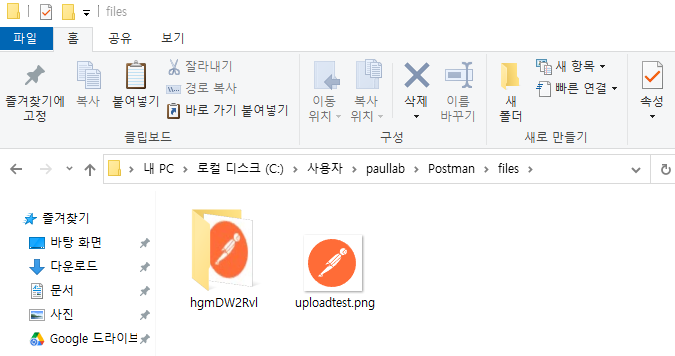 files
파일
홈
공유
보기
즐겨찾기에
고정
복사
붙여넣기
잘라내기
경로 복사
바로 가기 붙여넣기
클립보드
이동
위치
복사
위치
삭제
이름
바꾸기
구성
새
폴더
새 항목
빠른 연결
새로 만들기
속성
내 PC
로컬 디스크 (C:)
사용자
paullab
Postman
files
즐겨찾기
바탕 화면
다운로드
문서
사진
Google 드라이브
hgmDW2Rvl
uploadtest.png